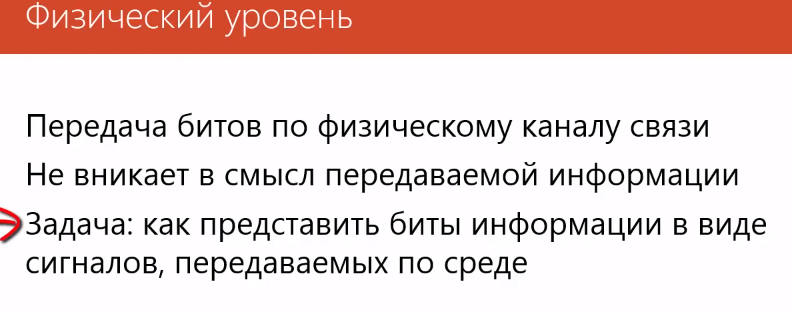 Физический уровень
Передача битов по физическому каналу связи
Не вникает в смысл передаваемой информации
Задача: как представить биты информации в виде
сигналов, передаваемых по среде